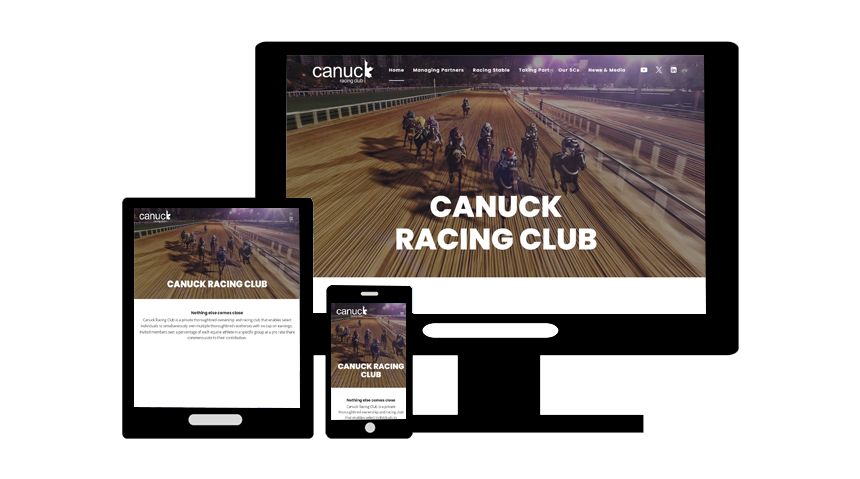 canuck
racing club
Home Managing Partners Racing Stable Taking Part Our SCs News & Media
CANUCK
RACING CLUB
canuck
CANUCK RACING CLUB
Nothing else comes close
Canuck Racing Club is a private thoroughbred ownership and racing club that enables select
individuals to simultaneously own multiple thoroughbred racehorses with no cap on earnings.
Invited members own a percentage of each equine athlete in a specific group at a pro rata share
commensurate to their contribution.
canuck
CANUCK RACING
CLUB
Nothing else comes close
Canuck Racing Club is a private
thoroughbred ownership and racing club
that enables select individuals to